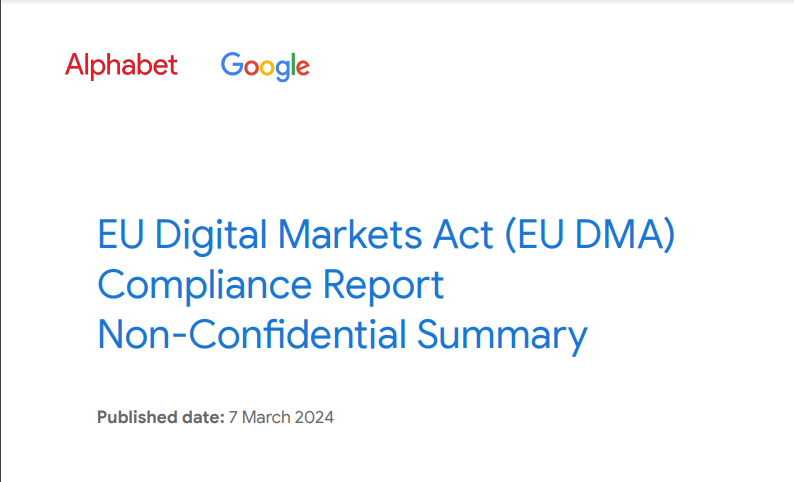 Alphabet Google
EU Digital Markets Act (EU DMA)
Compliance Report
Non-Confidential Summary
Published date: 7 March 2024